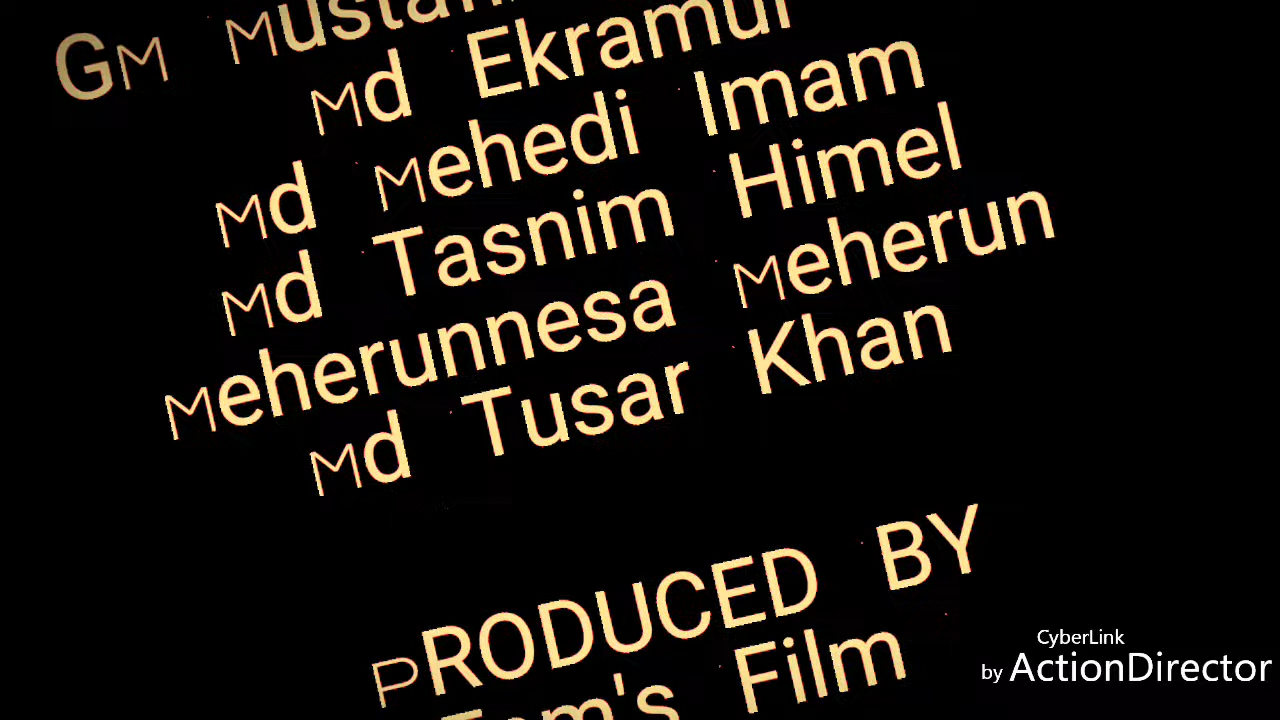 GM
Md Ekramul
Md Mehedi Imam
Md Tasnim Himel
Meherunnesa Meherun
Md Tusar Khan
PRODUCED BY
Film
CyberLink
by ActionDirector